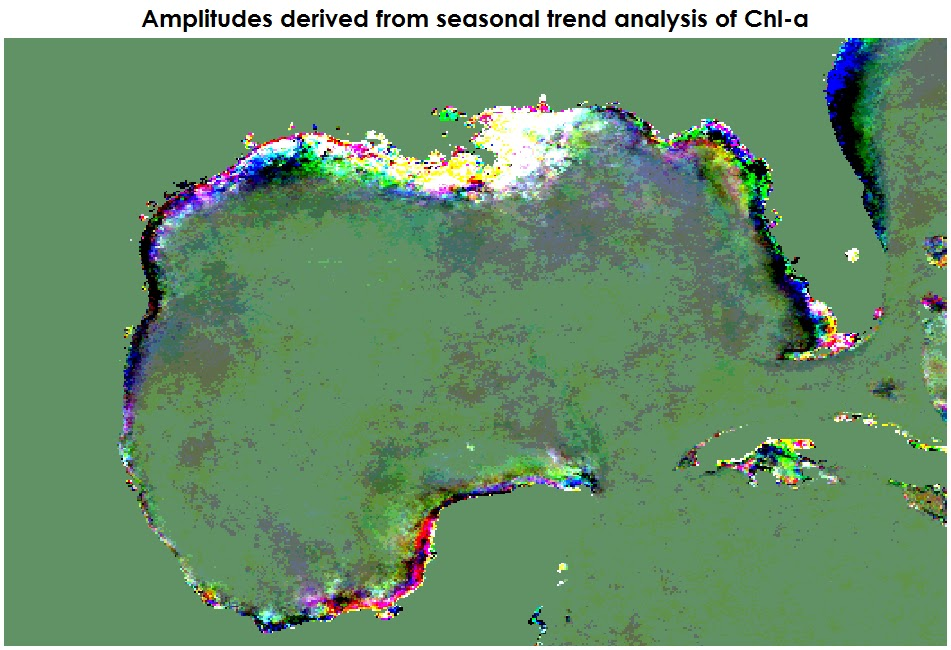 Amplitudes derived from seasonal trend analysis of Chl-a